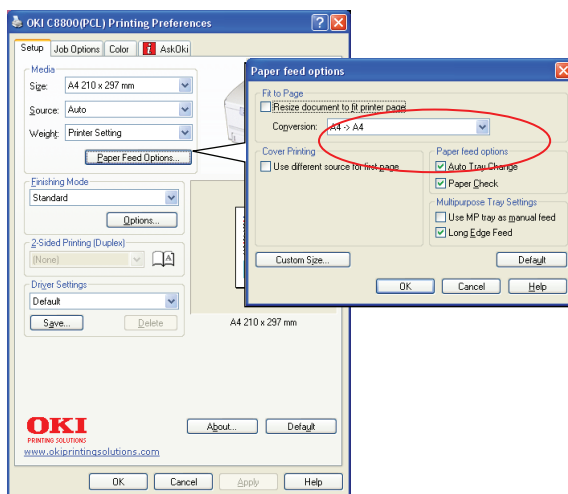 OKI C8800(PCL) Printing Preferences
Setup Job Options Color AskOki
Media
Size: A4 210 x 297 mm
Source: Auto
Weight: Printer Setting
Paper Feed Options...
Finishing Mode
Standard
Options...
2-Sided Printing (Duplex)
(None)
Driver Settings
Default
Save... Delete
A4 210 x 297 mm
OKI
PRINTING SOLUTIONS
www.okiprintingsolutions.com
About... Default
OK Cancel Apply Help
Paper feed options
Fit to Page
Resize document to fit printer page
Conversion: A4 -> A4
Cover Printing
Use different source for first page
Paper feed options
Auto Tray Change
Paper Check
Multipurpose Tray Settings
Use MP tray as manual feed
Long Edge Feed
Custom Size... Default
OK Cancel Help